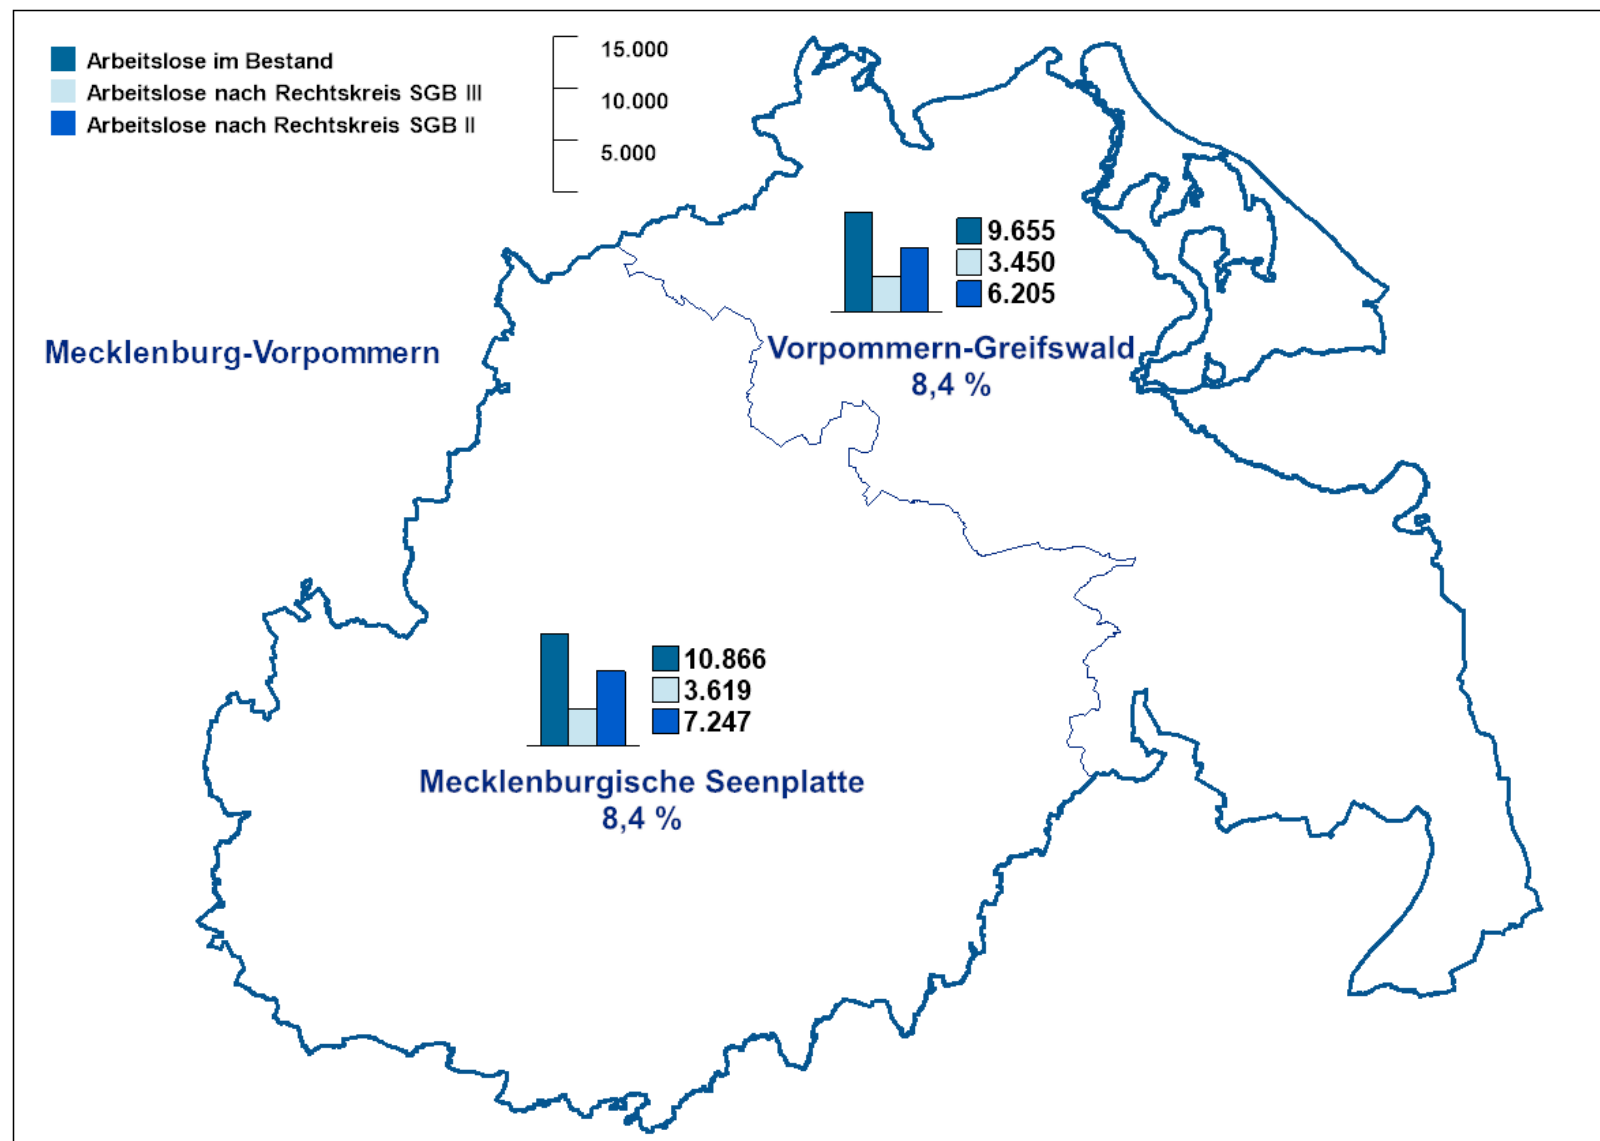 Arbeitslose im Bestand
Arbeitslose nach Rechtskreis SGB III
Arbeitslose nach Rechtskreis SGB II
15.000
10.000
5.000
9.655
3.450
6.205
Mecklenburg-Vorpommern
Vorpommern-Greifswald
8,4 %
10.866
3.619
7.247
Mecklenburgische Seenplatte
8,4 %